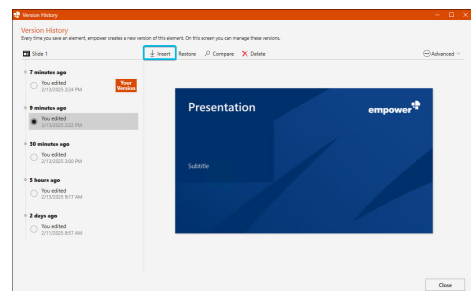 Version History
Version History
Every time you save an element, empower creates a new version of this element. On this screen you can manage these versions.
Slide 1
Insert Restore Compare Delete
Advanced
7 minutes ago
You edited
2/13/2025 2:24 PM
Your
Version
9 minutes ago
You edited
2/13/2025 2:22 PM
30 minutes ago
You edited
2/13/2025 2:00 PM
5 hours ago
You edited
2/13/2025 9:17 AM
2 days ago
You edited
2/11/2025 8:57 AM
Presentation
empower
Subtitle
Close